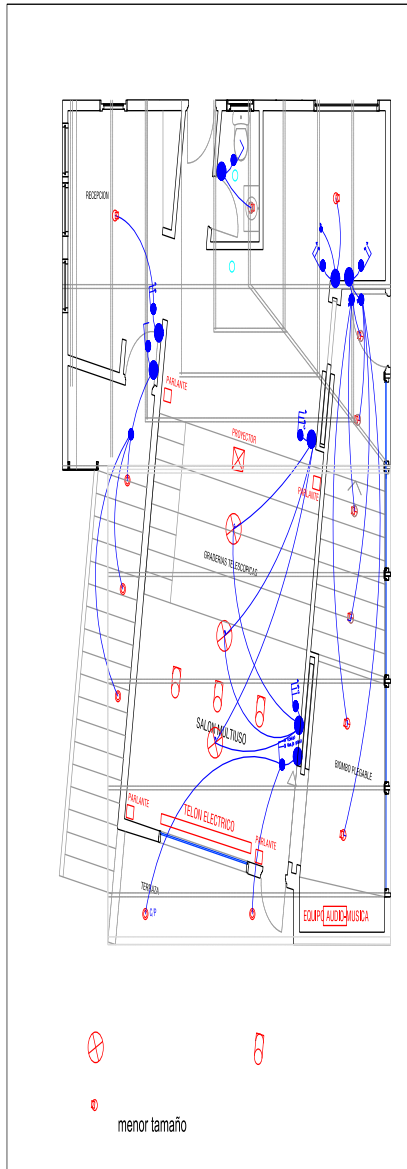 RECEPCION
PARLANTE
PROYECTOR
PARLANTE
GRADERIAS TELESCOPICAS
SALON MULTIUSO
BIOMBO PLEGABLE
PARLANTE
TELON ELECTRICO
PARLANTE
TERRAZA
EQUIPO AUDIO-MUSICA
menor tamaño